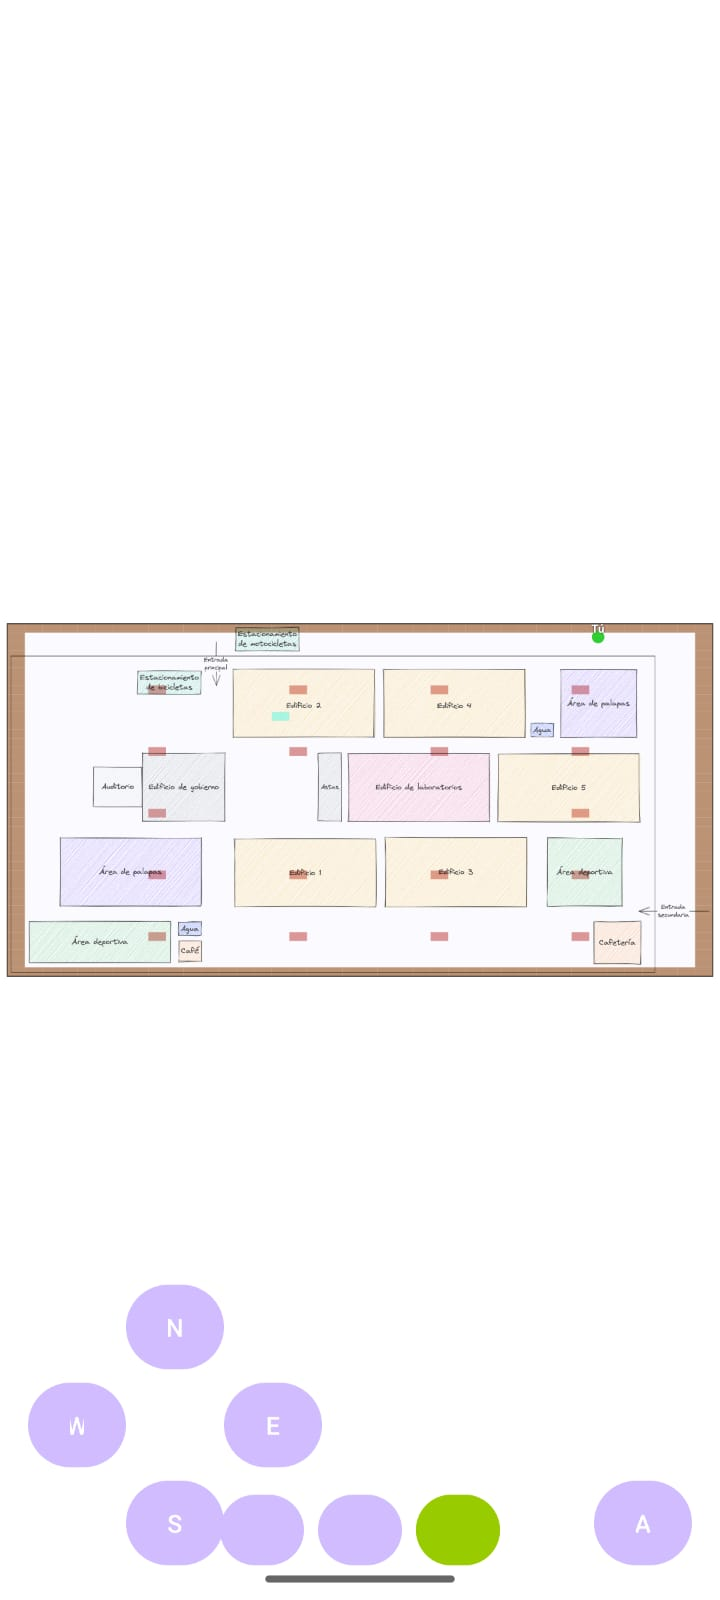 Estacionamiento
de motocicletas
Tú
Entrada
principal
Estacionamiento
de bicicletas
Edificio 2
Edificio 4
Área de palapas
Agua
Auditorio
Edificio de gobierno
Astas
Edificio de laboratorios
Edificio 5
Área de palapas
Edificio 1
Edificio 3
Área deportiva
Entrada
secundaria
Área deportiva
Agua
Café
Cafetería
N
W
E
S
A